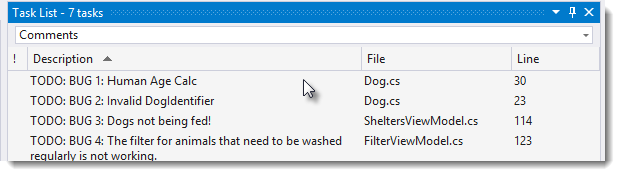 Task List - 7 tasks
Comments
! Description File Line
TODO: BUG 1: Human Age Calc Dog.cs 30
TODO: BUG 2: Invalid DogIdentifier Dog.cs 23
TODO: BUG 3: Dogs not being fed! SheltersViewModel.cs 114
TODO: BUG 4: The filter for animals that need to be washed FilterViewModel.cs 123
regularly is not working.